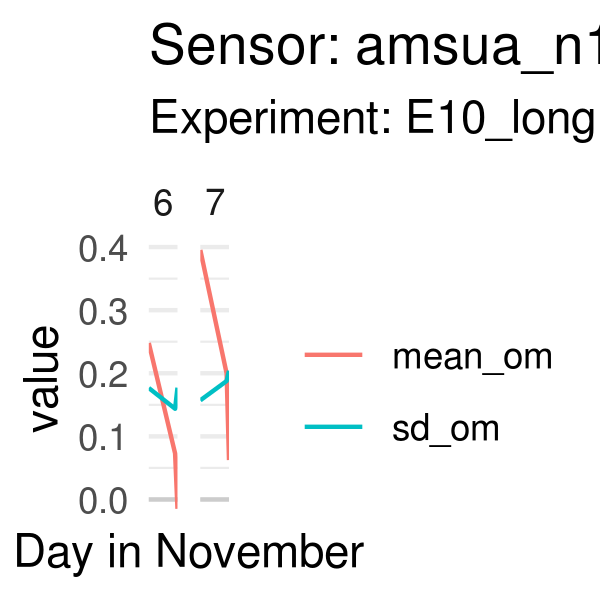 Sensor: amsua_n1
Experiment: E10_long
6 7
0.4
0.3
0.2
0.1
0.0
value
mean_om
sd_om
Day in November